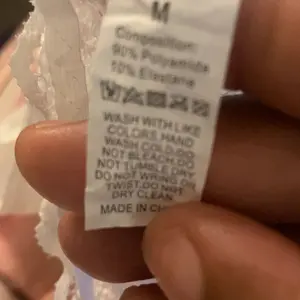 M
Composition:
90% Polyamide
10% Elastane
WASH WITH LIKE
COLORS, HAND
WASH COLD, DO
NOT BLEACH, DO
NOT TUMBLE DRY
DO NOT WRING OR
TWIST, DO NOT
DRY CLEAN
MADE IN